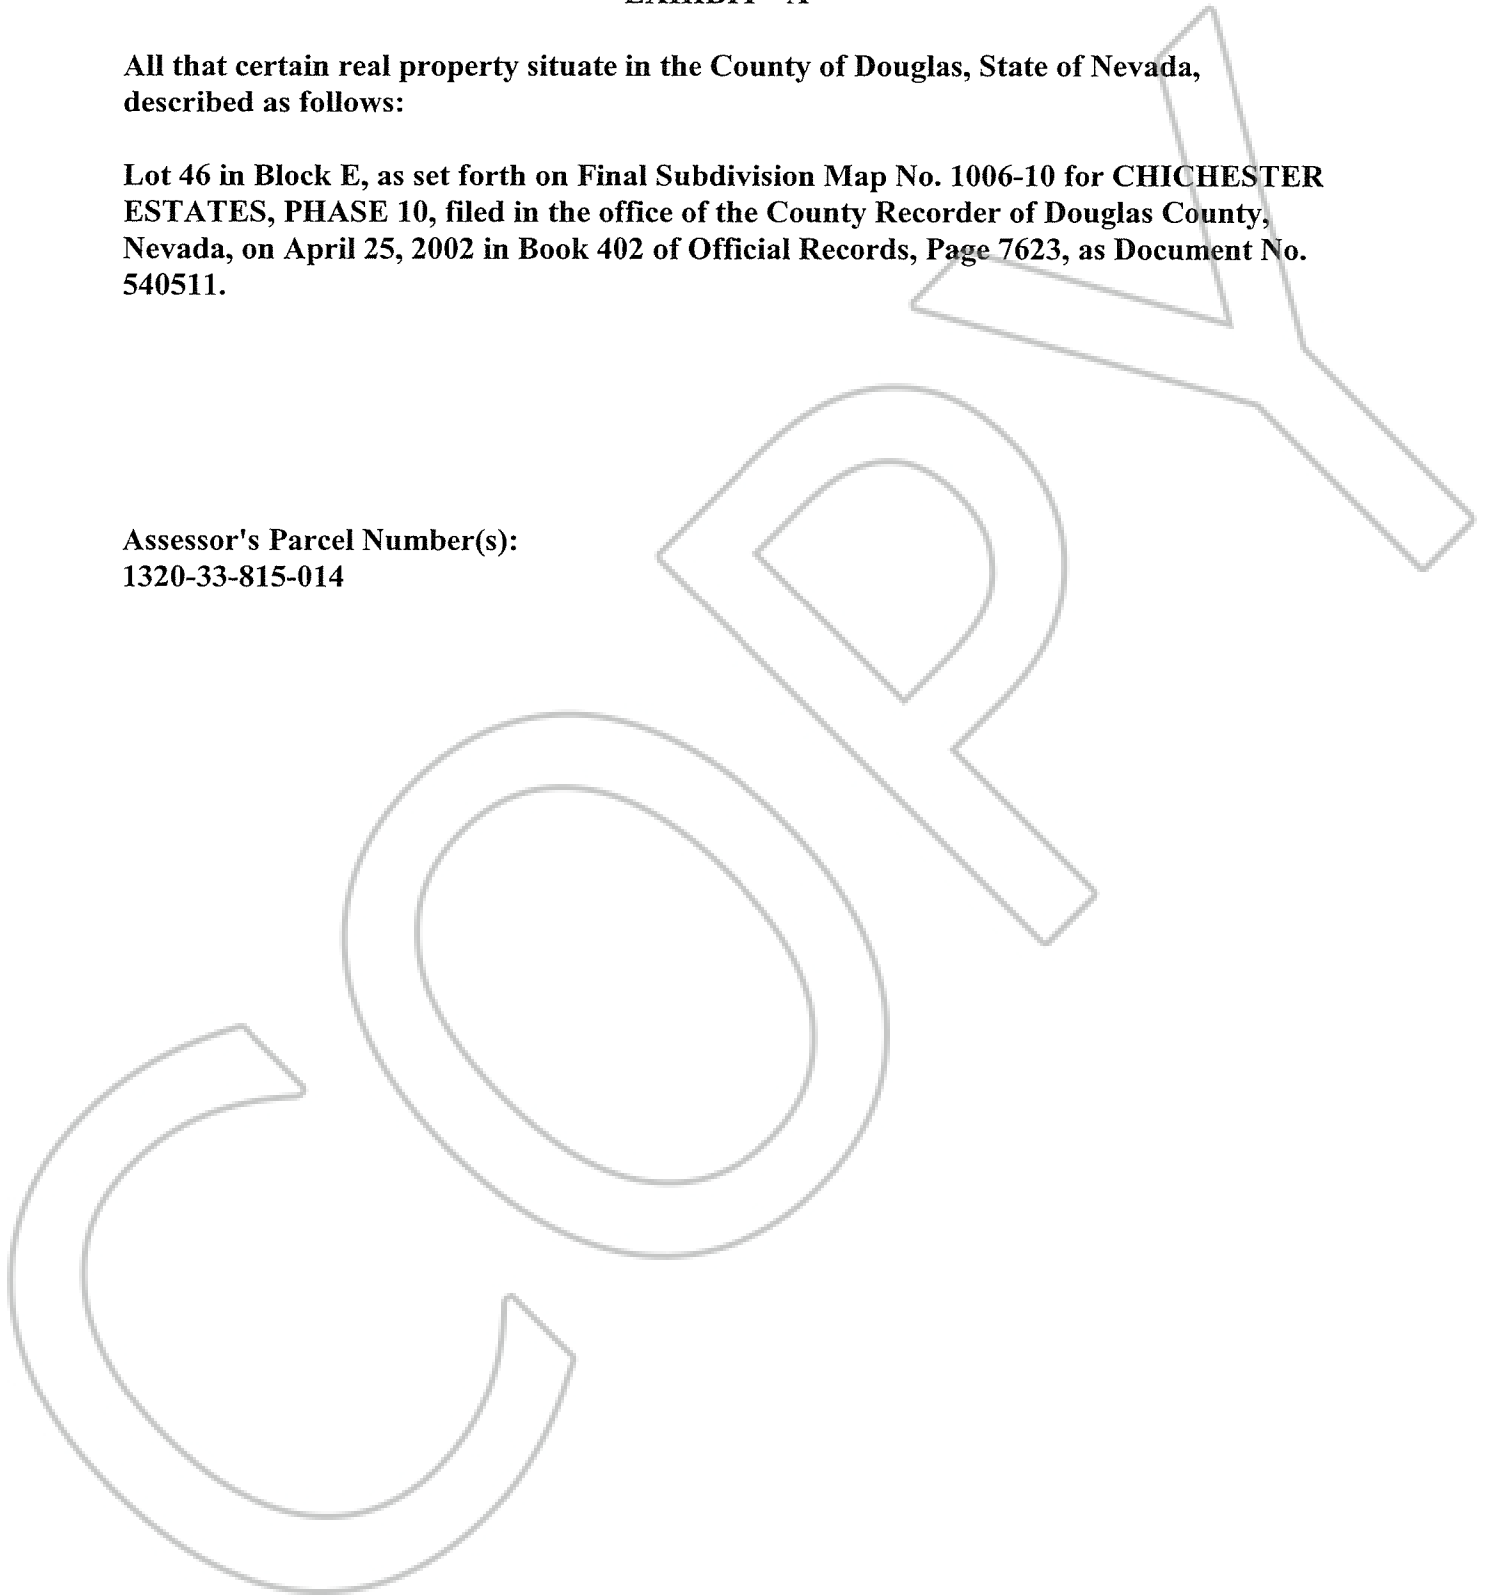 EXHIBIT A
All that certain real property situate in the County of Douglas, State of Nevada,
described as follows:
Lot 46 in Block E, as set forth on Final Subdivision Map No. 1006-10 for CHICHESTER
ESTATES, PHASE 10, filed in the office of the County Recorder of Douglas County,
Nevada, on April 25, 2002 in Book 402 of Official Records, Page 7623, as Document No.
540511.
Assessor's Parcel Number(s):
1320-33-815-014
COPY